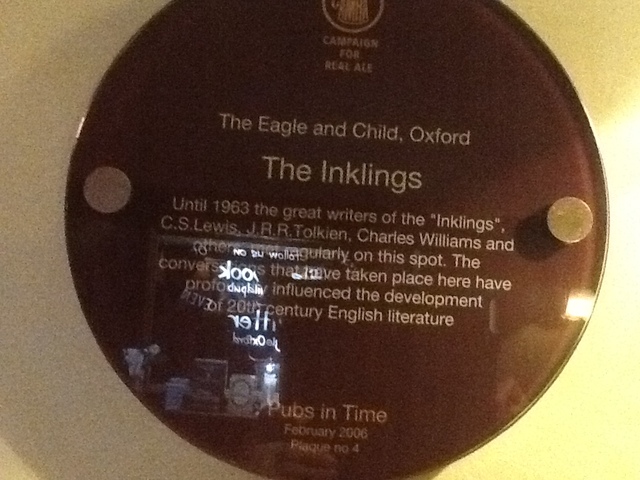 CAMPAIGN
FOR
REAL ALE
The Eagle and Child, Oxford
The Inklings
Until 1963 the great writers of the "Inklings",
C.S.Lewis, J.R.R.Tolkien, Charles Williams and
others met regularly on this spot. The
conversations that have taken place here have
profoundly influenced the development
of 20th century English literature
Pubs in Time
February 2006
Plaque no 4